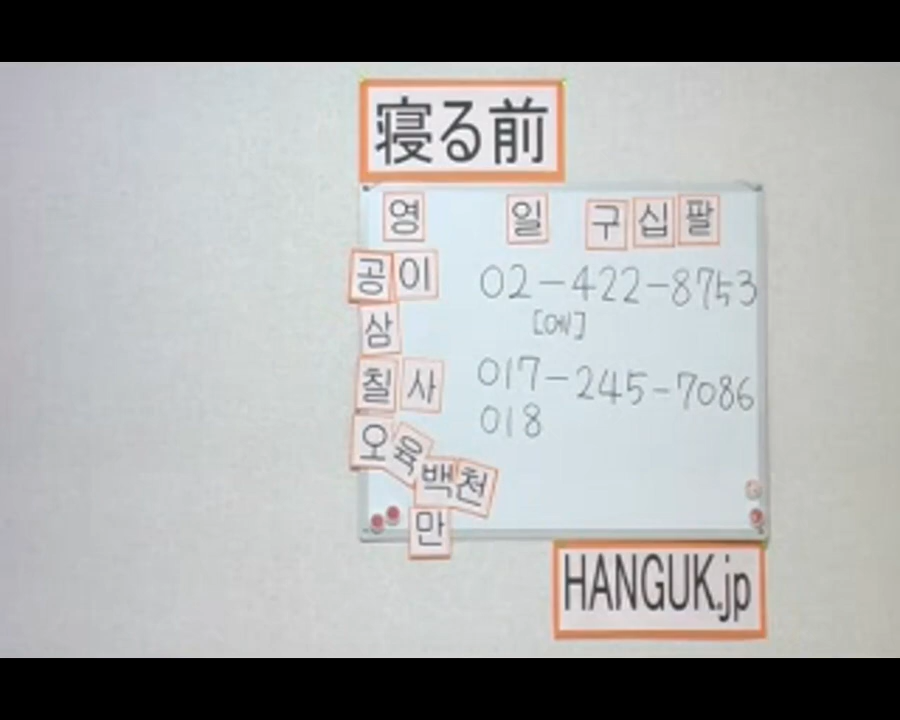 寝る前
영 일 구 십 팔
공 이
02-422-8753
[에]
삼
칠 사
017-245-7086
018
오 육 백 천
만
HANGUK.jp